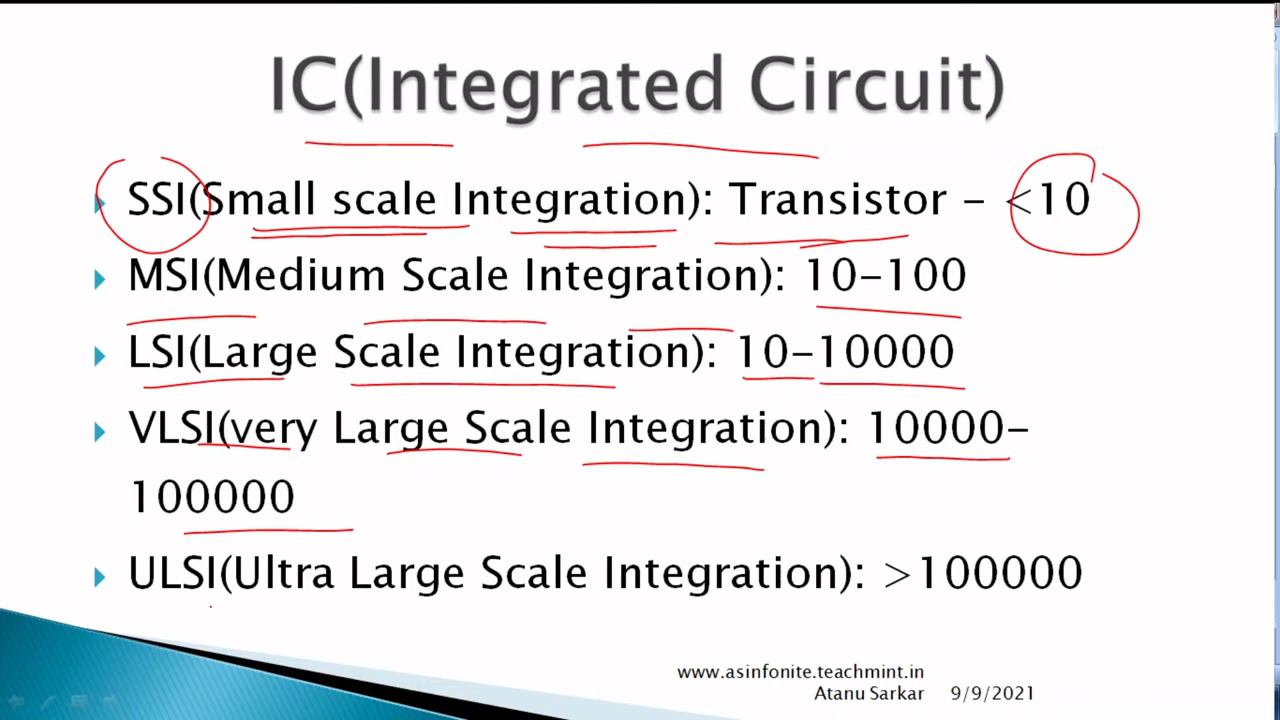 IC(Integrated Circuit)
SSI(Small scale Integration): Transistor – <10
MSI(Medium Scale Integration): 10-100
LSI(Large Scale Integration): 10-10000
VLSI(very Large Scale Integration): 10000-
100000
ULSI(Ultra Large Scale Integration): >100000
www.asinfonite.teachmint.in
Atanu Sarkar 9/9/2021